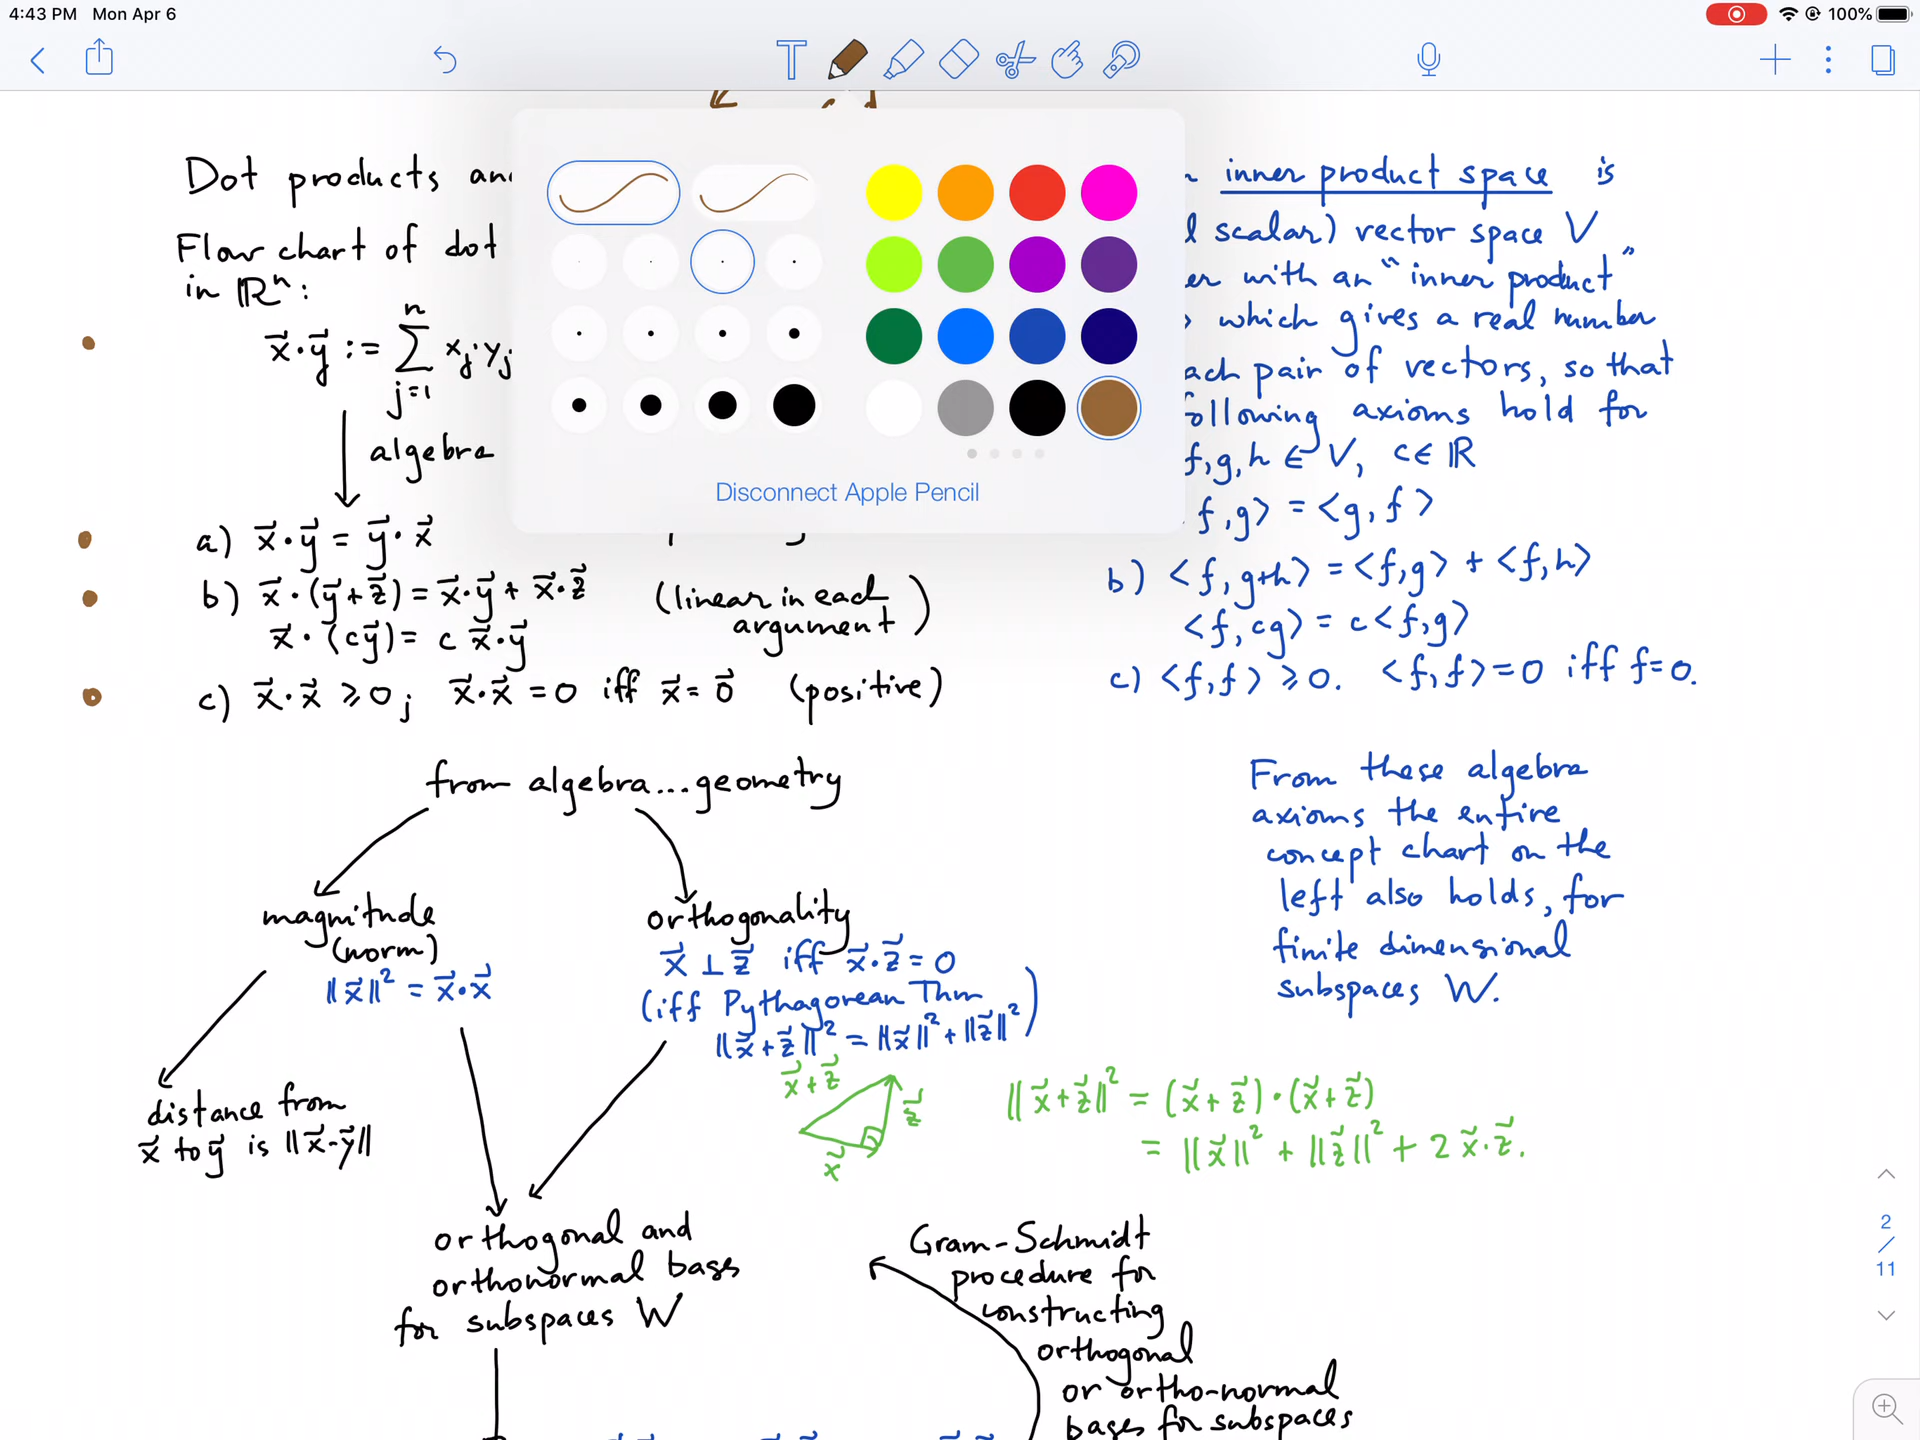 4:43 PM Mon Apr 6
100%
T
Dot products and
Flow chart of dot
in ℝⁿ:
x⃗·y⃗ := ∑_{j=1}^{n} x_j y_j
algebra
a) x⃗·y⃗ = y⃗·x⃗
b) x⃗·(y⃗+z⃗) = x⃗·y⃗ + x⃗·z⃗ (linear in each
argument)
x⃗·(cy⃗) = c x⃗·y⃗
c) x⃗·x⃗ ≥ 0; x⃗·x⃗ = 0 iff x⃗ = 0⃗ (positive)
Disconnect Apple Pencil
inner product space is
scalar) vector space V
with an "inner product"
> which gives a real number
pair of vectors, so that
axioms hold for
f,g,h ∈ V, c ∈ ℝ
f,g> = <g,f>
b) <f,g+h> = <f,g> + <f,h>
<f,cg> = c<f,g>
c) <f,f> ≥ 0. <f,f> = 0 iff f=0.
from algebra...geometry
magnitude
(norm)
‖x⃗‖² = x⃗·x⃗
orthogonality
x⃗ ⊥ z⃗ iff x⃗·z⃗ = 0
(iff Pythagorean Thm
‖x⃗+z⃗‖² = ‖x⃗‖² + ‖z⃗‖²)
From these algebra
axioms the entire
concept chart on the
left also holds, for
finite dimensional
subspaces W.
distance from
x⃗ to y⃗ is ‖x⃗-y⃗‖
x⃗+z⃗
z⃗
x⃗
‖x⃗+z⃗‖² = (x⃗+z⃗)·(x⃗+z⃗)
= ‖x⃗‖² + ‖z⃗‖² + 2 x⃗·z⃗.
orthogonal and
orthonormal bases
for subspaces W
Gram-Schmidt
procedure for
constructing
orthogonal
or ortho-normal
bases for subspaces
2
/
11